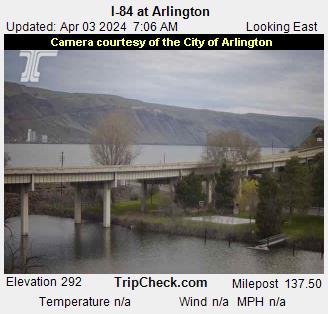 I-84 at Arlington
Updated: Apr 03 2024 7:06 AM Looking East
Camera courtesy of the City of Arlington
Elevation 292 TripCheck.com Milepost 137.50
Temperature n/a Wind n/a MPH n/a